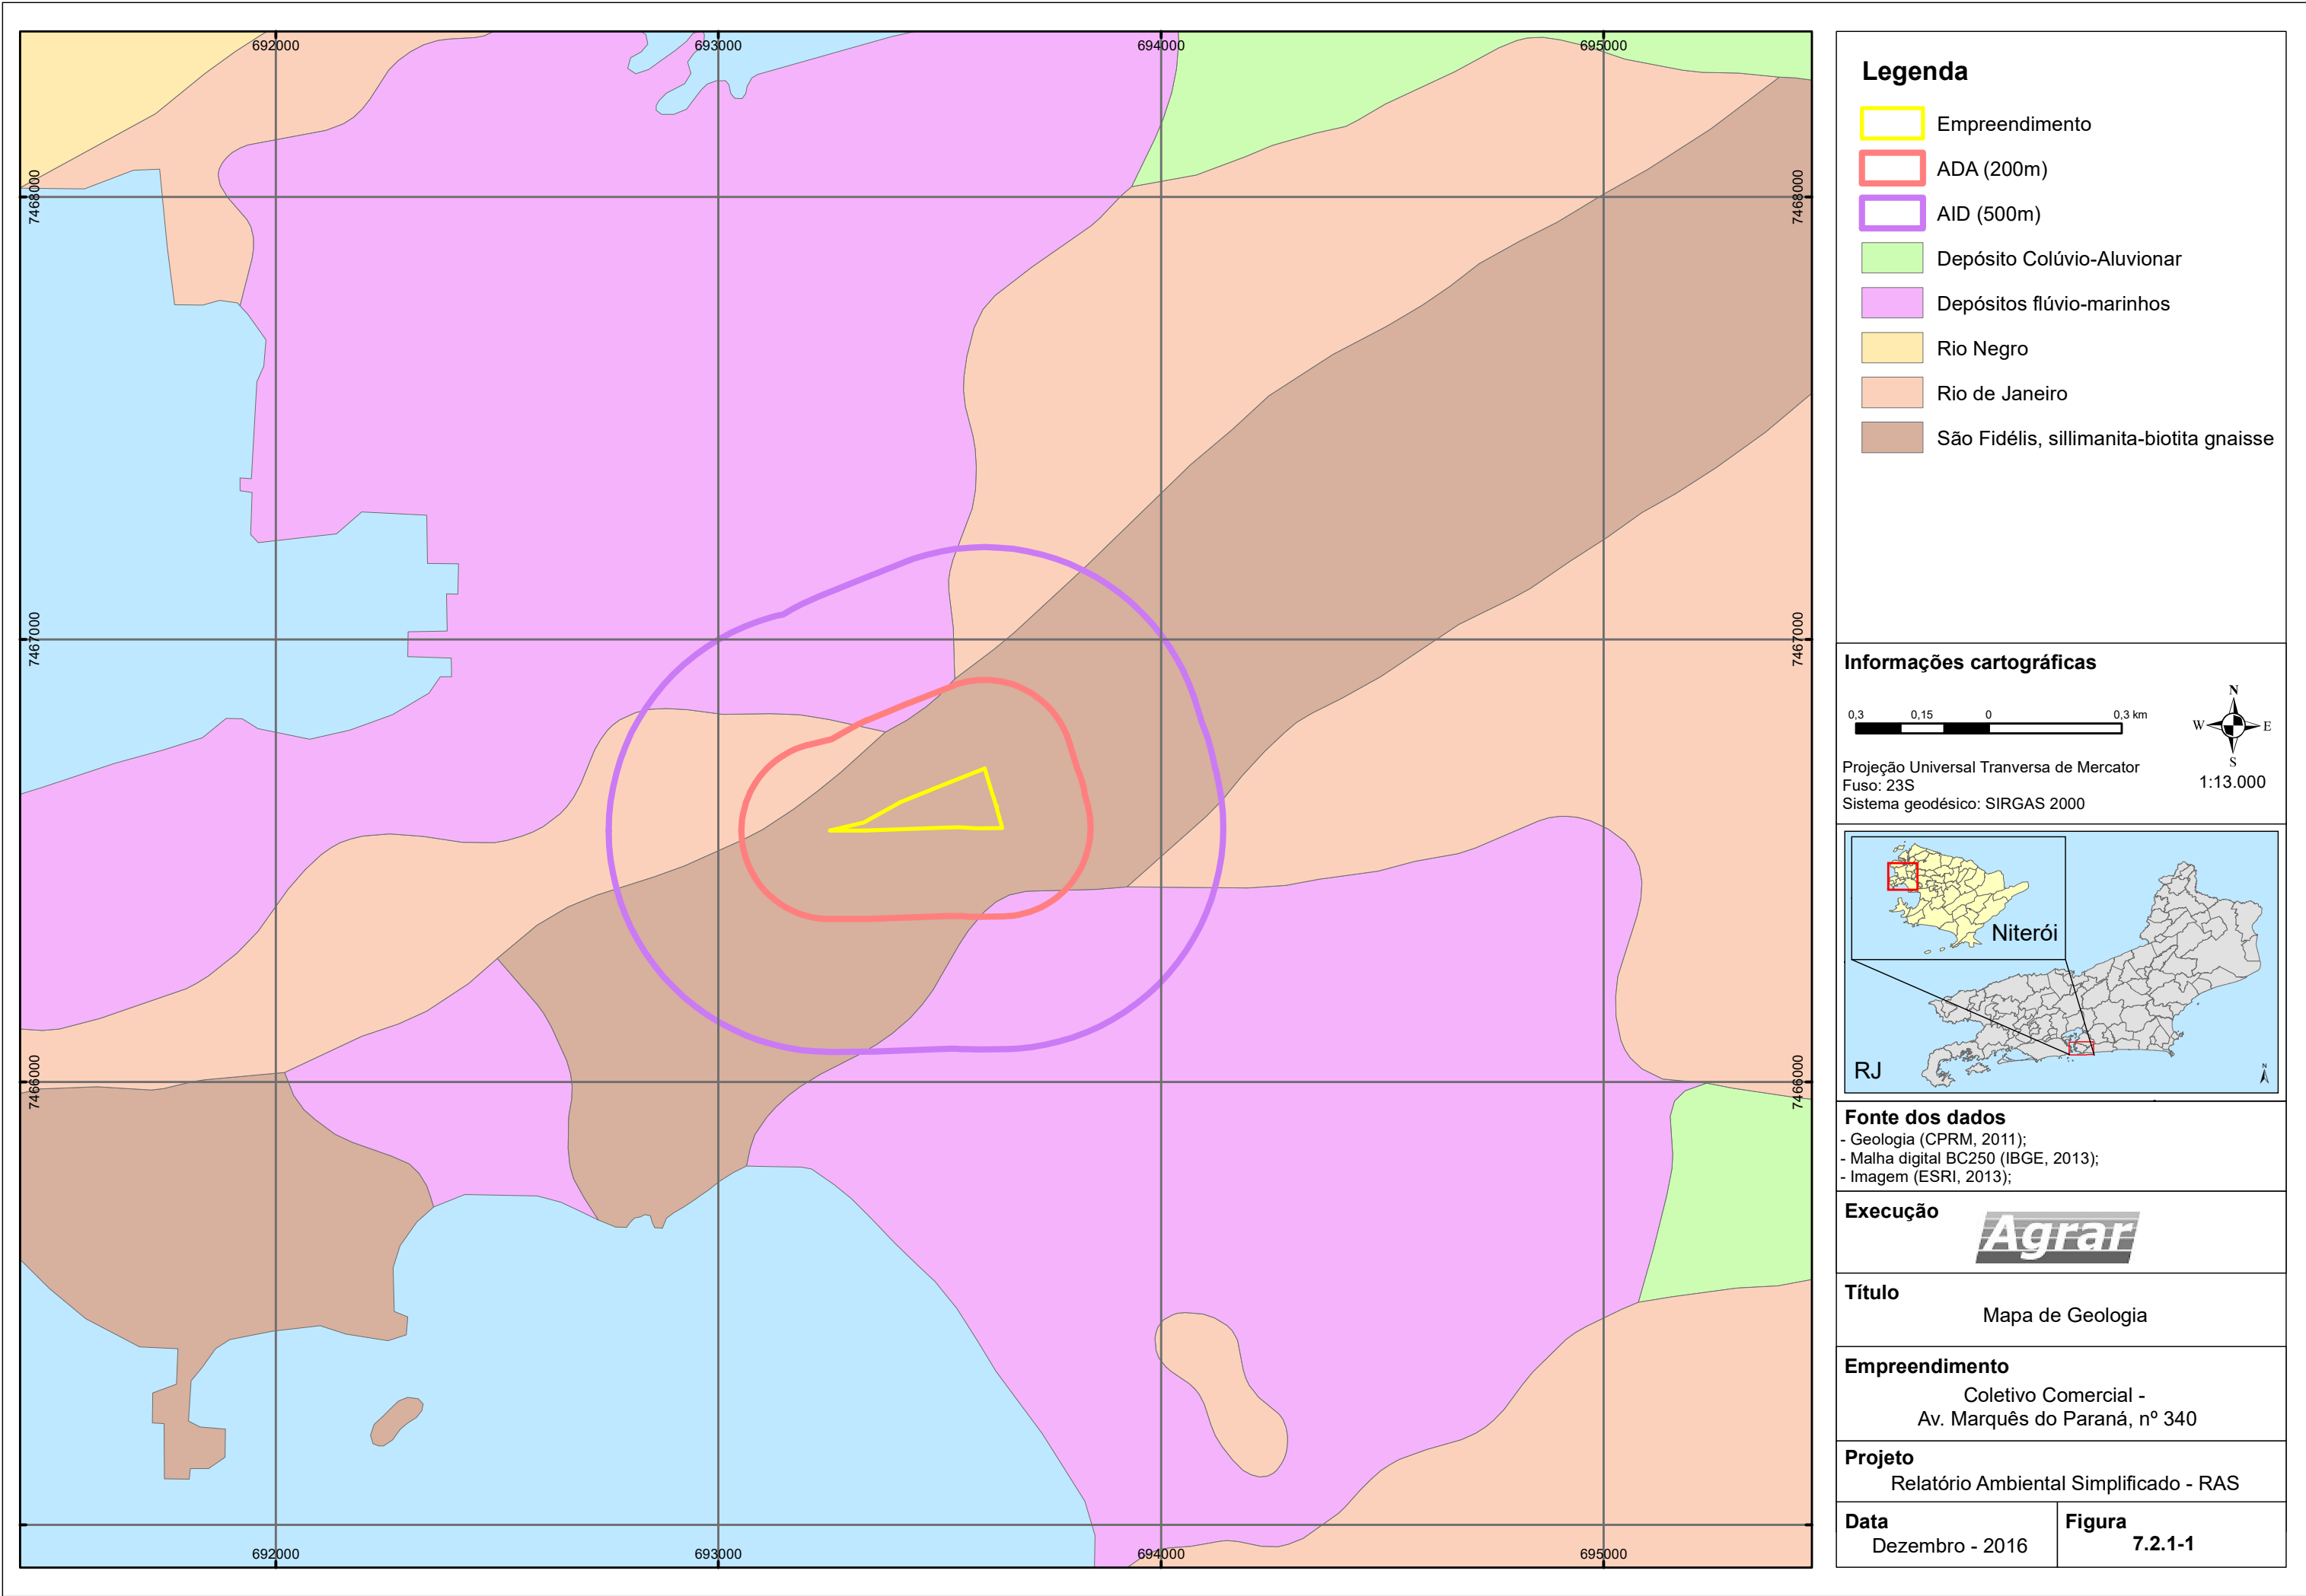 692000
693000
694000
695000
7468000
7468000
7467000
7467000
7466000
7466000
692000
693000
694000
695000
Legenda
Empreendimento
ADA (200m)
AID (500m)
Depósito Colúvio-Aluvionar
Depósitos flúvio-marinhos
Rio Negro
Rio de Janeiro
São Fidélis, sillimanita-biotita gnaisse
Informações cartográficas
0,3 0,15 0 0,3 km
N
W E
S
1:13.000
Projeção Universal Tranversa de Mercator
Fuso: 23S
Sistema geodésico: SIRGAS 2000
Niterói
RJ
N
Fonte dos dados
- Geologia (CPRM, 2011);
- Malha digital BC250 (IBGE, 2013);
- Imagem (ESRI, 2013);
Execução
Agrar
Título
Mapa de Geologia
Empreendimento
Coletivo Comercial -
Av. Marquês do Paraná, nº 340
Projeto
Relatório Ambiental Simplificado - RAS
Data
Dezembro - 2016
Figura
7.2.1-1